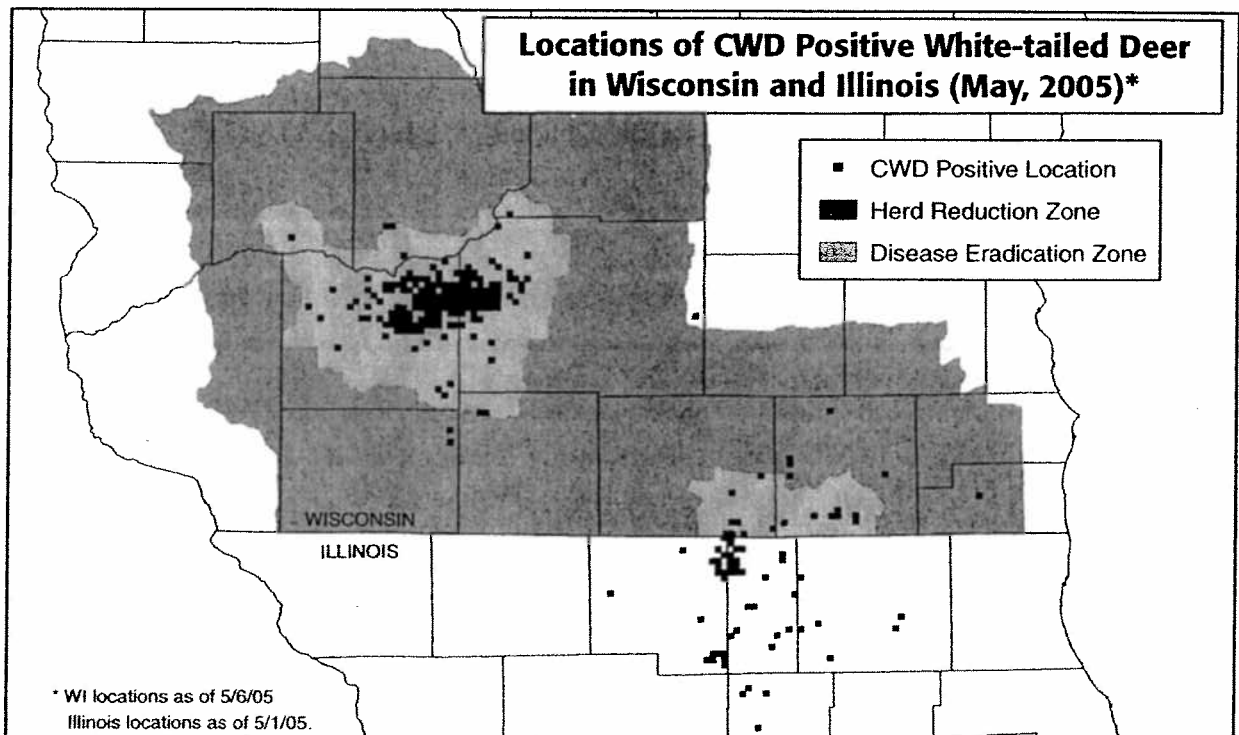 Locations of CWD Positive White-tailed Deer
in Wisconsin and Illinois (May, 2005)*
CWD Positive Location
Herd Reduction Zone
Disease Eradication Zone
WISCONSIN
ILLINOIS
* WI locations as of 5/6/05
Illinois locations as of 5/1/05.